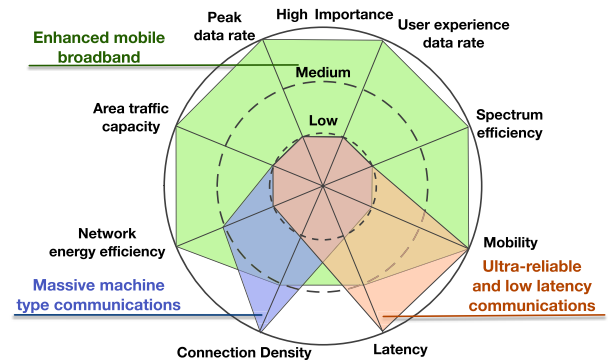 High Importance
Peak
data rate
User experience
data rate
Enhanced mobile
broadband
Medium
Low
Area traffic
capacity
Spectrum
efficiency
Network
energy efficiency
Mobility
Massive machine
type communications
Ultra-reliable
and low latency
communications
Connection Density
Latency